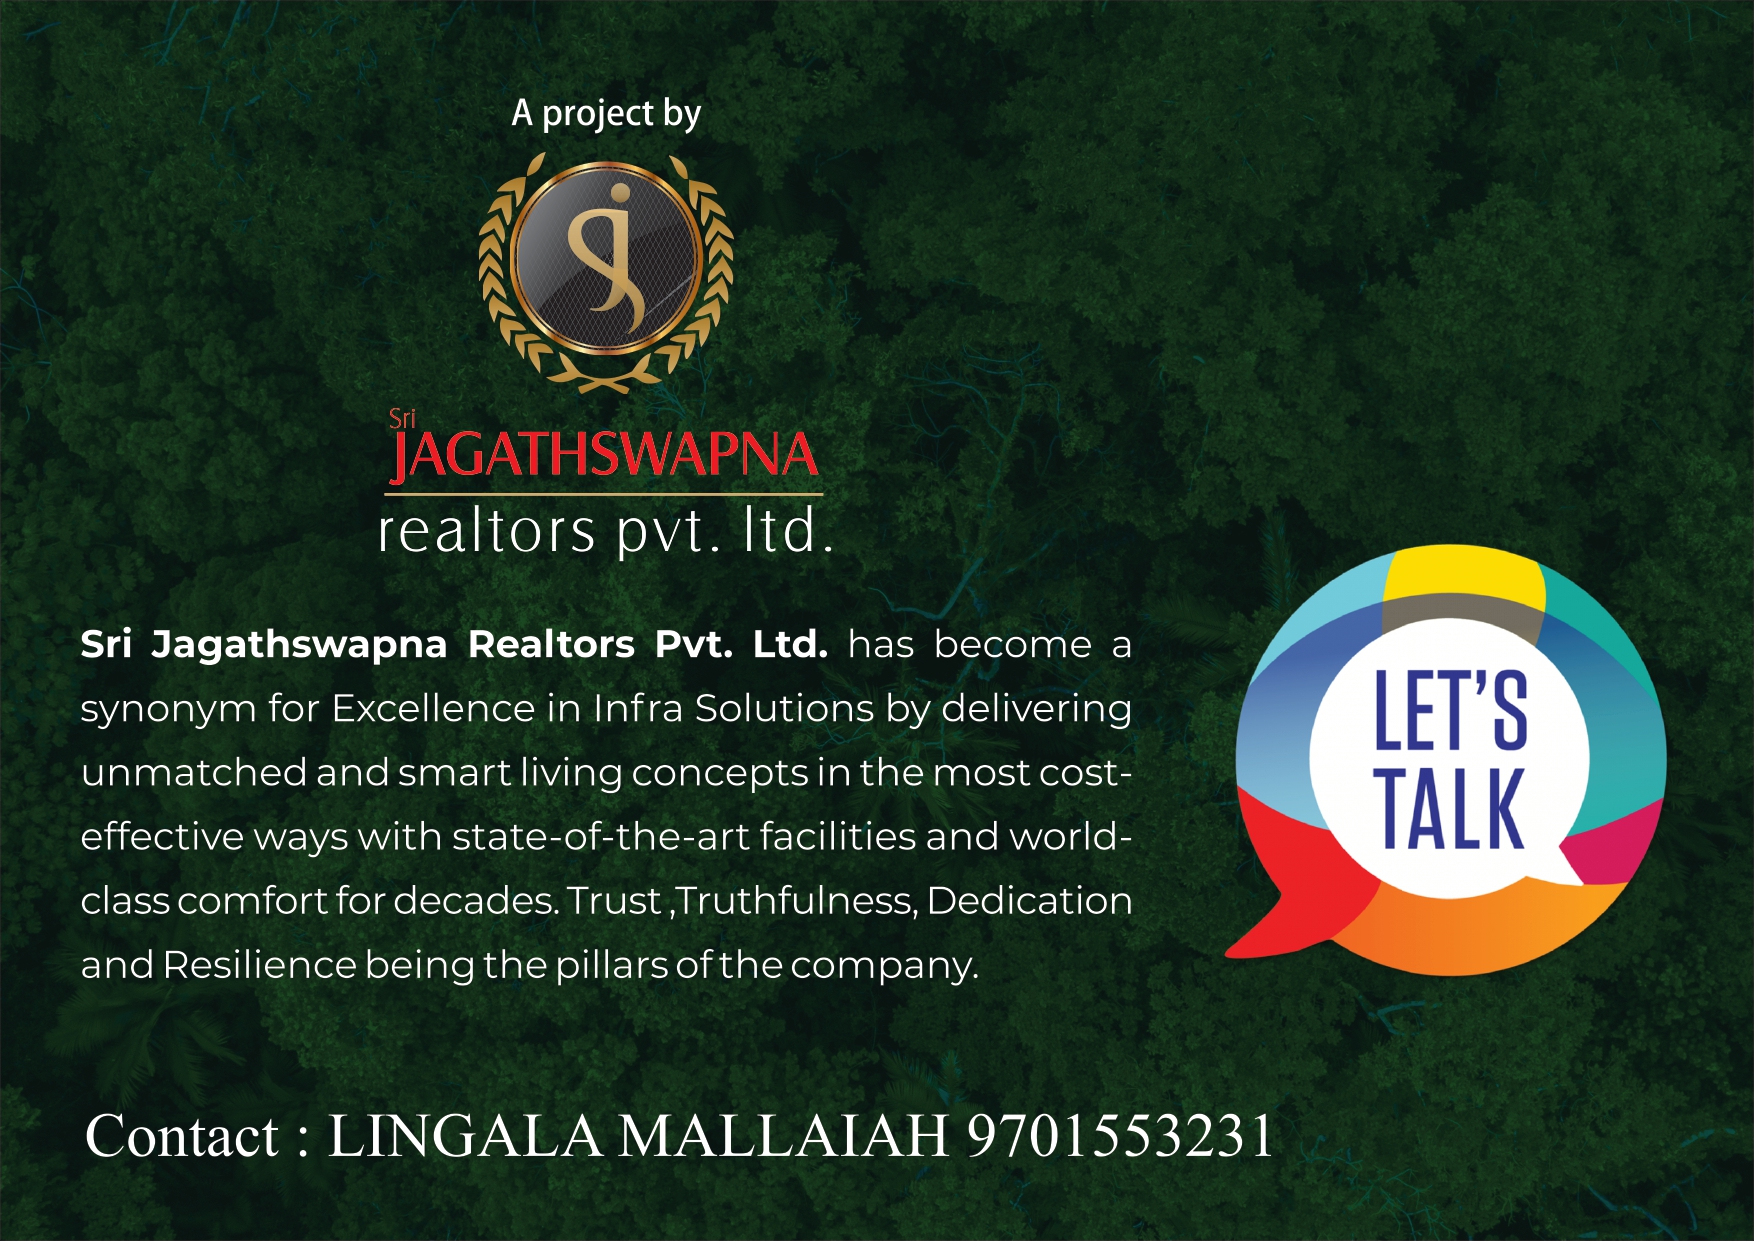 A project by
Sri
JAGATHSWAPNA
realtors pvt. ltd.
Sri Jagathswapna Realtors Pvt. Ltd. has become a
synonym for Excellence in Infra Solutions by delivering
unmatched and smart living concepts in the most cost-
effective ways with state-of-the-art facilities and world-
class comfort for decades. Trust ,Truthfulness, Dedication
and Resilience being the pillars of the company.
LET'S
TALK
Contact : LINGALA MALLAIAH 9701553231